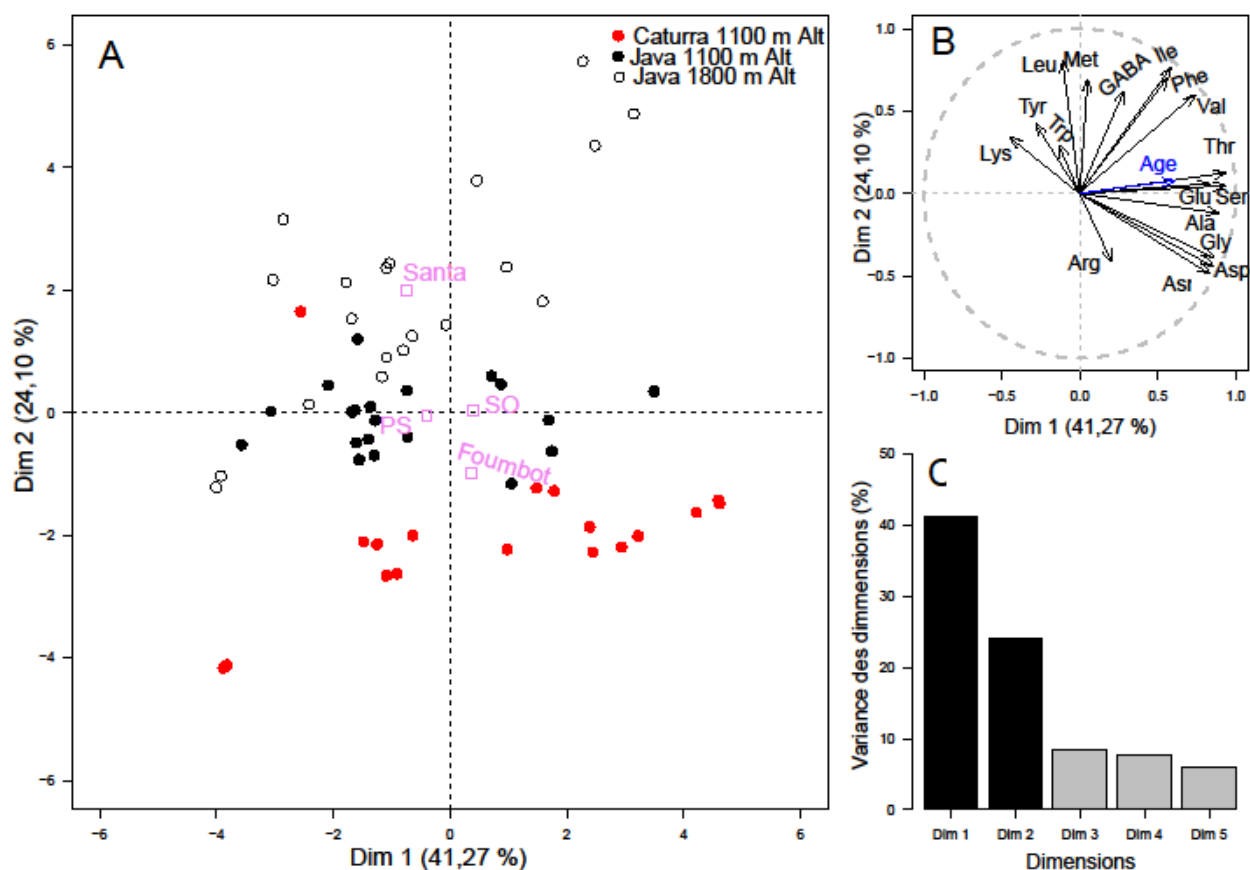 A
Caturra 1100 m Alt
Java 1100 m Alt
Java 1800 m Alt
6
4
2
0
−2
−4
−6
Dim 2 (24,10 %)
Santa
SO
PS
Foumbot
−6
−4
−2
0
2
4
6
Dim 1 (41,27 %)
B
1.0
0.5
0.0
−0.5
−1.0
Dim 2 (24,10 %)
Leu
Met
GABA
Ile
Phe
Val
Tyr
Trp
Lys
Thr
Age
Glu
Ser
Ala
Gly
Arg
Asp
Asr
−1.0
−0.5
0.0
0.5
1.0
Dim 1 (41,27 %)
C
50
40
30
20
10
0
Variance des dimmensions (%)
Dim 1
Dim 2
Dim 3
Dim 4
Dim 5
Dimensions